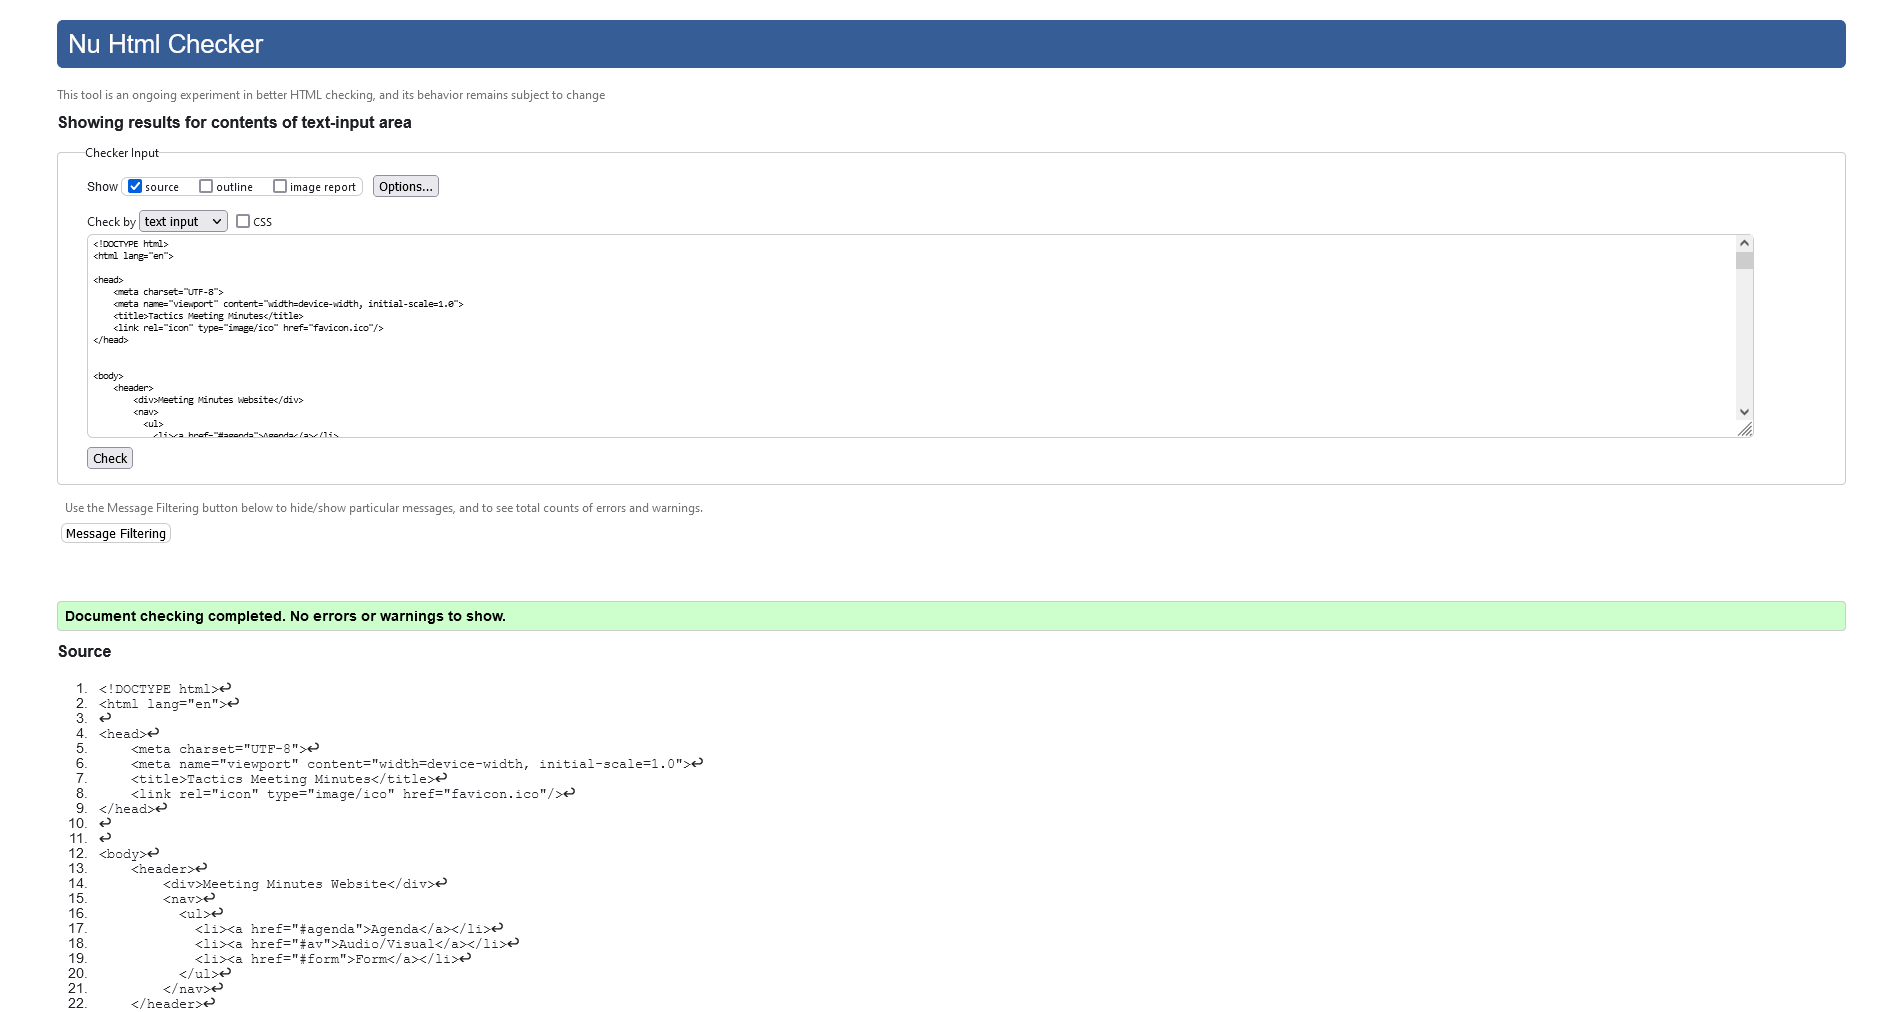 Nu Html Checker
This tool is an ongoing experiment in better HTML checking, and its behavior remains subject to change
Showing results for contents of text-input area
Checker Input
Show source outline image report Options...
Check by text input CSS
<!DOCTYPE html>
<html lang="en">
<head>
    <meta charset="UTF-8">
    <meta name="viewport" content="width=device-width, initial-scale=1.0">
    <title>Tactics Meeting Minutes</title>
    <link rel="icon" type="image/ico" href="favicon.ico"/>
</head>
<body>
    <header>
        <div>Meeting Minutes Website</div>
        <nav>
          <ul>
            <li><a href="#agenda">Agenda</a></li>
Check
Use the Message Filtering button below to hide/show particular messages, and to see total counts of errors and warnings.
Message Filtering
Document checking completed. No errors or warnings to show.
Source
1. <!DOCTYPE html>↩
2. <html lang="en">↩
3. ↩
4. <head>↩
5.     <meta charset="UTF-8">↩
6.     <meta name="viewport" content="width=device-width, initial-scale=1.0">↩
7.     <title>Tactics Meeting Minutes</title>↩
8.     <link rel="icon" type="image/ico" href="favicon.ico"/>↩
9. </head>↩
10. ↩
11. ↩
12. <body>↩
13.     <header>↩
14.         <div>Meeting Minutes Website</div>↩
15.         <nav>↩
16.           <ul>↩
17.             <li><a href="#agenda">Agenda</a></li>↩
18.             <li><a href="#av">Audio/Visual</a></li>↩
19.             <li><a href="#form">Form</a></li>↩
20.           </ul>↩
21.         </nav>↩
22.     </header>↩